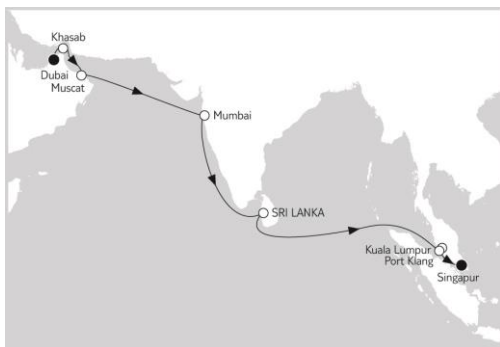 Khasab
Dubai
Muscat
Mumbai
SRI LANKA
Kuala Lumpur
Port Klang
Singapur